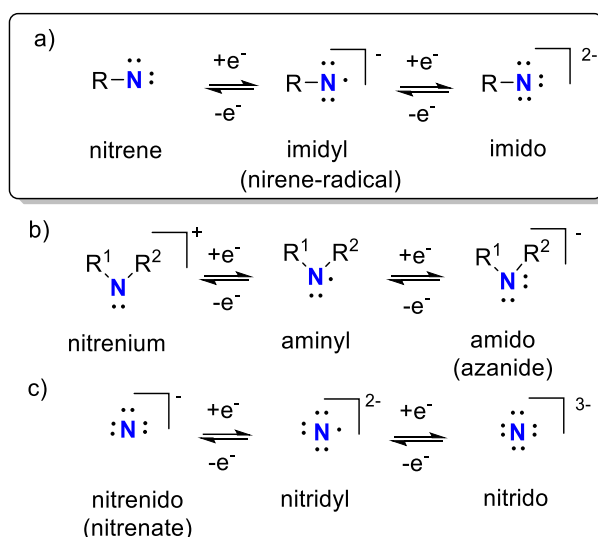 a)
+e⁻ - +e⁻ 2-
R–N R–N R–N
-e⁻ -e⁻
nitrene imidyl imido
(nirene-radical)
b)
+ -
R¹ R² +e⁻ R¹ R² +e⁻ R¹ R²
N -e⁻ N -e⁻ N
nitrenium aminyl amido
(azanide)
c)
- +e⁻ 2- +e⁻ 3-
N N N
-e⁻ -e⁻
nitrenido nitridyl nitrido
(nitrenate)